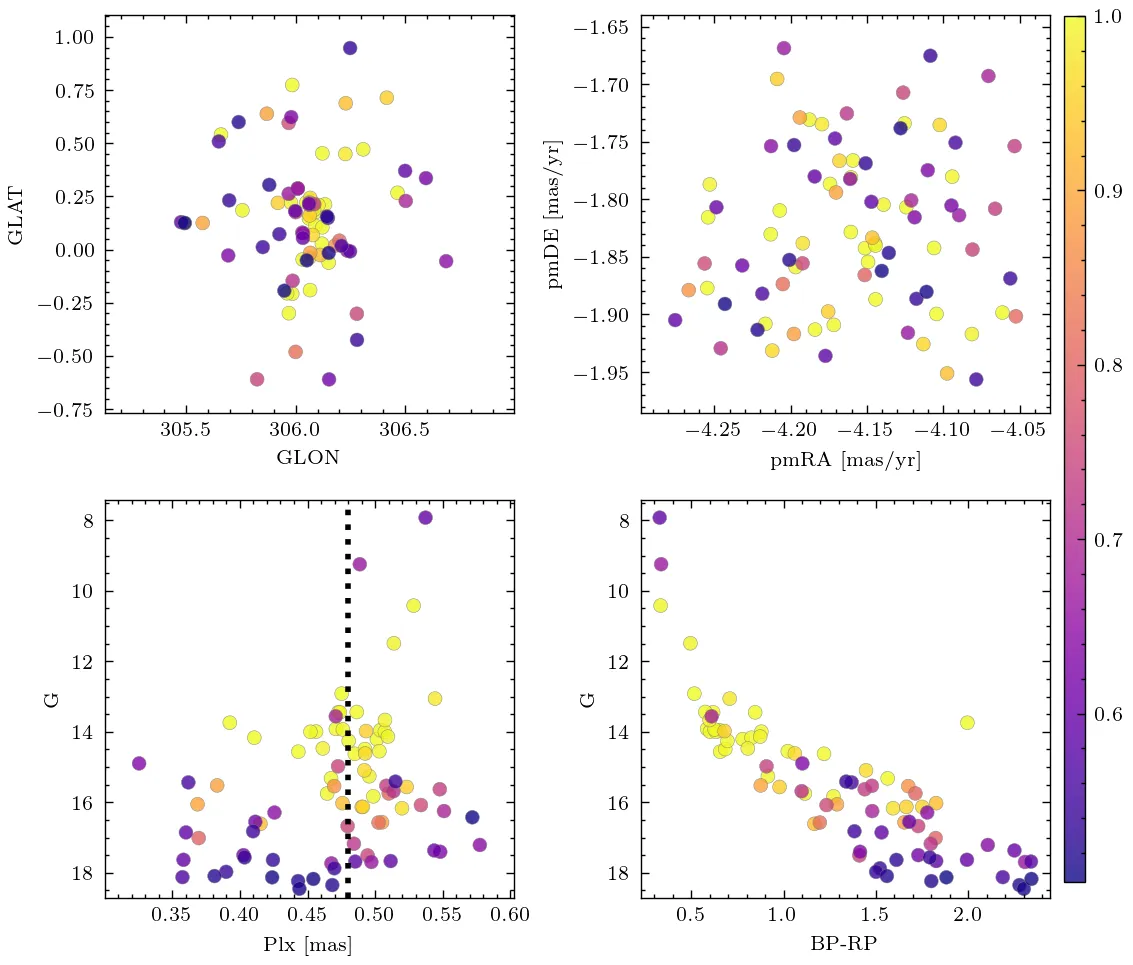 1.00
0.75
0.50
0.25
0.00
−0.25
−0.50
−0.75
GLAT
305.5 306.0 306.5
GLON
−1.65
−1.70
−1.75
−1.80
−1.85
−1.90
−1.95
pmDE [mas/yr]
−4.25 −4.20 −4.15 −4.10 −4.05
pmRA [mas/yr]
8
10
12
14
16
18
G
0.35 0.40 0.45 0.50 0.55 0.60
Plx [mas]
8
10
12
14
16
18
G
0.5 1.0 1.5 2.0
BP-RP
1.0
0.9
0.8
0.7
0.6